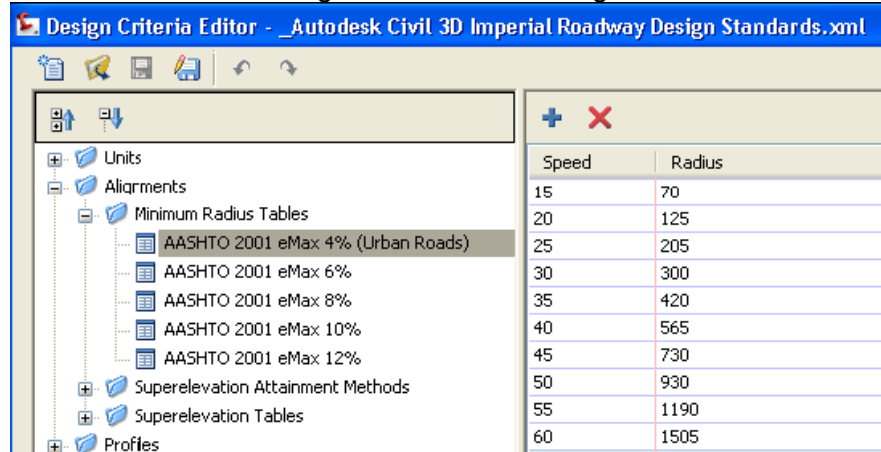 Design Criteria Editor - _Autodesk Civil 3D Imperial Roadway Design Standards.xml
Units
Alignments
Minimum Radius Tables
AASHTO 2001 eMax 4% (Urban Roads)
AASHTO 2001 eMax 6%
AASHTO 2001 eMax 8%
AASHTO 2001 eMax 10%
AASHTO 2001 eMax 12%
Superelevation Attainment Methods
Superelevation Tables
Profiles
Speed Radius
15 70
20 125
25 205
30 300
35 420
40 565
45 730
50 930
55 1190
60 1505